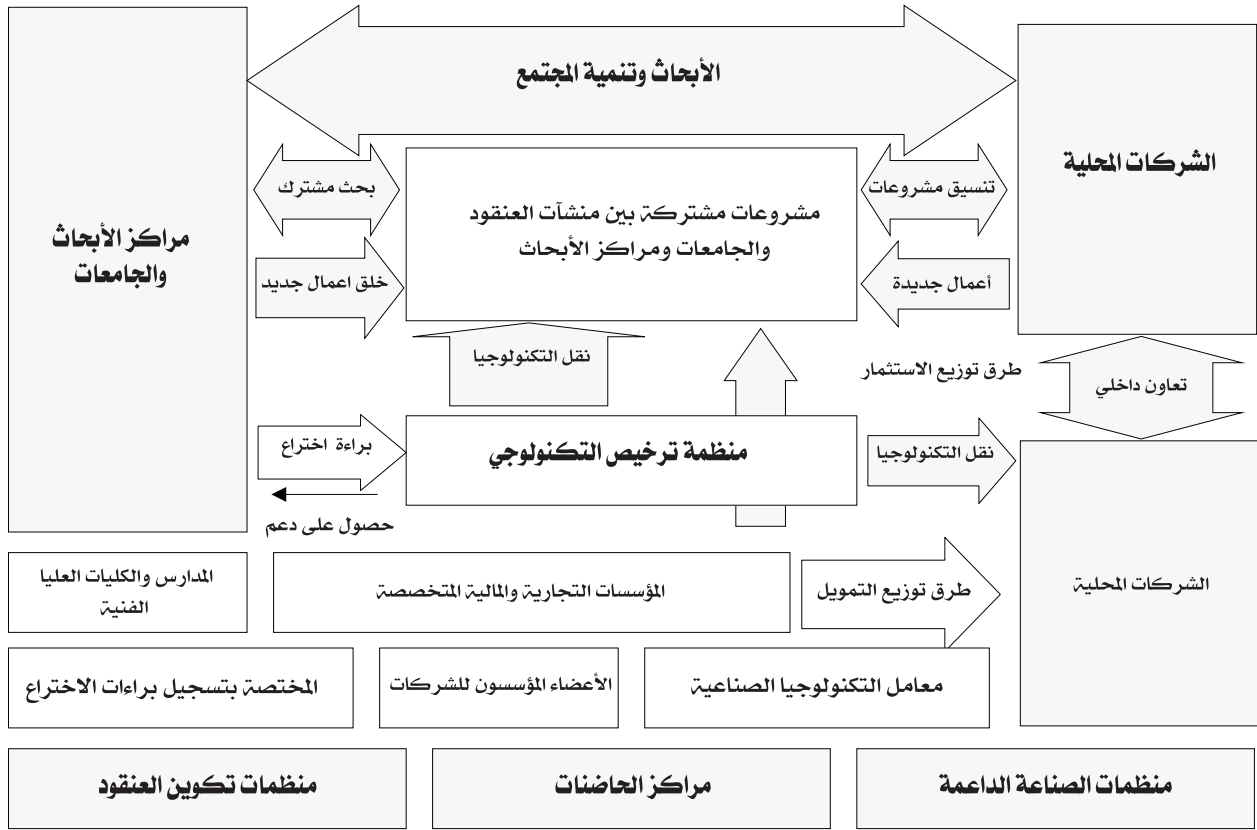 الأبحاث وتنمية المجتمع
الشركات المحلية
مراكز الأبحاث
والجامعات
تنسيق مشروعات
مشروعات مشتركة بين منشآت العنقود
والجامعات ومراكز الأبحاث
بحث مشترك
أعمال جديدة
خلق اعمال جديد
نقل التكنولوجيا
طرق توزيع الاستثمار
تعاون داخلي
نقل التكنولوجيا
منظمة ترخيص التكنولوجي
براءة اختراع
حصول على دعم
الشركات المحلية
طرق توزيع التمويل
المؤسسات التجارية والمالية المتخصصة
المدارس والكليات العليا
الفنية
معامل التكنولوجيا الصناعية
الأعضاء المؤسسون للشركات
المختصة بتسجيل براءات الاختراع
منظمات الصناعة الداعمة
مراكز الحاضنات
منظمات تكوين العنقود